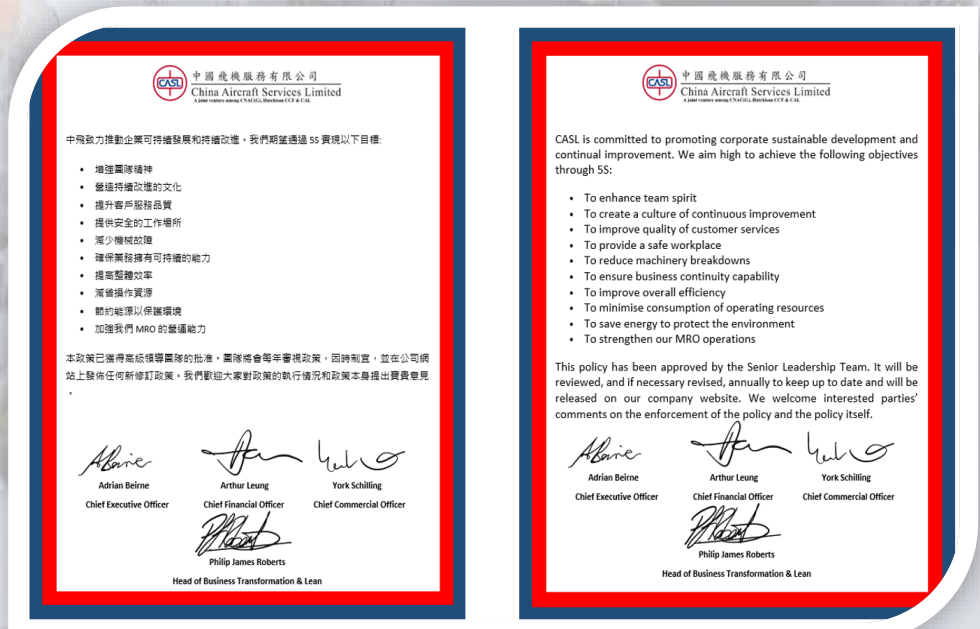 CASL
中國飛機服務有限公司
China Aircraft Services Limited
A joint venture among CNAC(G), Hutchison CCF & CAL
中飛致力推動企業可持續發展和持續改進。我們期望通過 5S 實現以下目標:
• 增強團隊精神
• 營造持續改進的文化
• 提升客戶服務品質
• 提供安全的工作場所
• 減少機械故障
• 確保業務擁有可持續的能力
• 提高整體效率
• 減省操作資源
• 節約能源以保護環境
• 加強我們 MRO 的營運能力
本政策已獲得高級領導團隊的批准。團隊將會每年審視政策，因時制宜，並在公司網
站上發佈任何新修訂政策。我們歡迎大家對政策的執行情況和政策本身提出寶貴意見
。
Adrian Beirne
Arthur Leung
York Schilling
Chief Executive Officer
Chief Financial Officer
Chief Commercial Officer
Philip James Roberts
Head of Business Transformation & Lean
CASL
中國飛機服務有限公司
China Aircraft Services Limited
A joint venture among CNAC(G), Hutchison CCF & CAL
CASL is committed to promoting corporate sustainable development and
continual improvement. We aim high to achieve the following objectives
through 5S:
• To enhance team spirit
• To create a culture of continuous improvement
• To improve quality of customer services
• To provide a safe workplace
• To reduce machinery breakdowns
• To ensure business continuity capability
• To improve overall efficiency
• To minimise consumption of operating resources
• To save energy to protect the environment
• To strengthen our MRO operations
This policy has been approved by the Senior Leadership Team. It will be
reviewed, and if necessary revised, annually to keep up to date and will be
released on our company website. We welcome interested parties'
comments on the enforcement of the policy and the policy itself.
Adrian Beirne
Arthur Leung
York Schilling
Chief Executive Officer
Chief Financial Officer
Chief Commercial Officer
Philip James Roberts
Head of Business Transformation & Lean